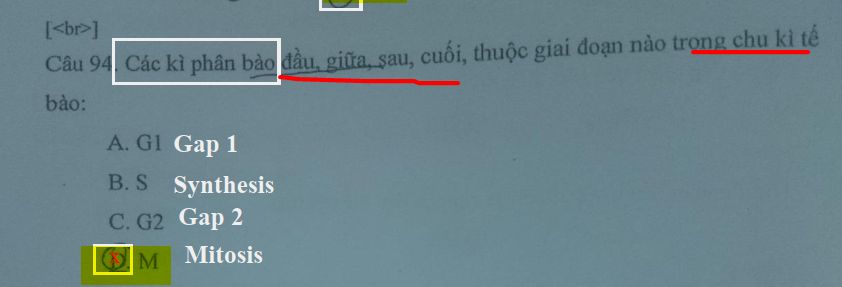 [<br>]
Câu 94. Các kì phân bào đầu, giữa, sau, cuối, thuộc giai đoạn nào trong chu kì tế
bào:
A. G1 Gap 1
B. S Synthesis
C. G2 Gap 2
D. M Mitosis